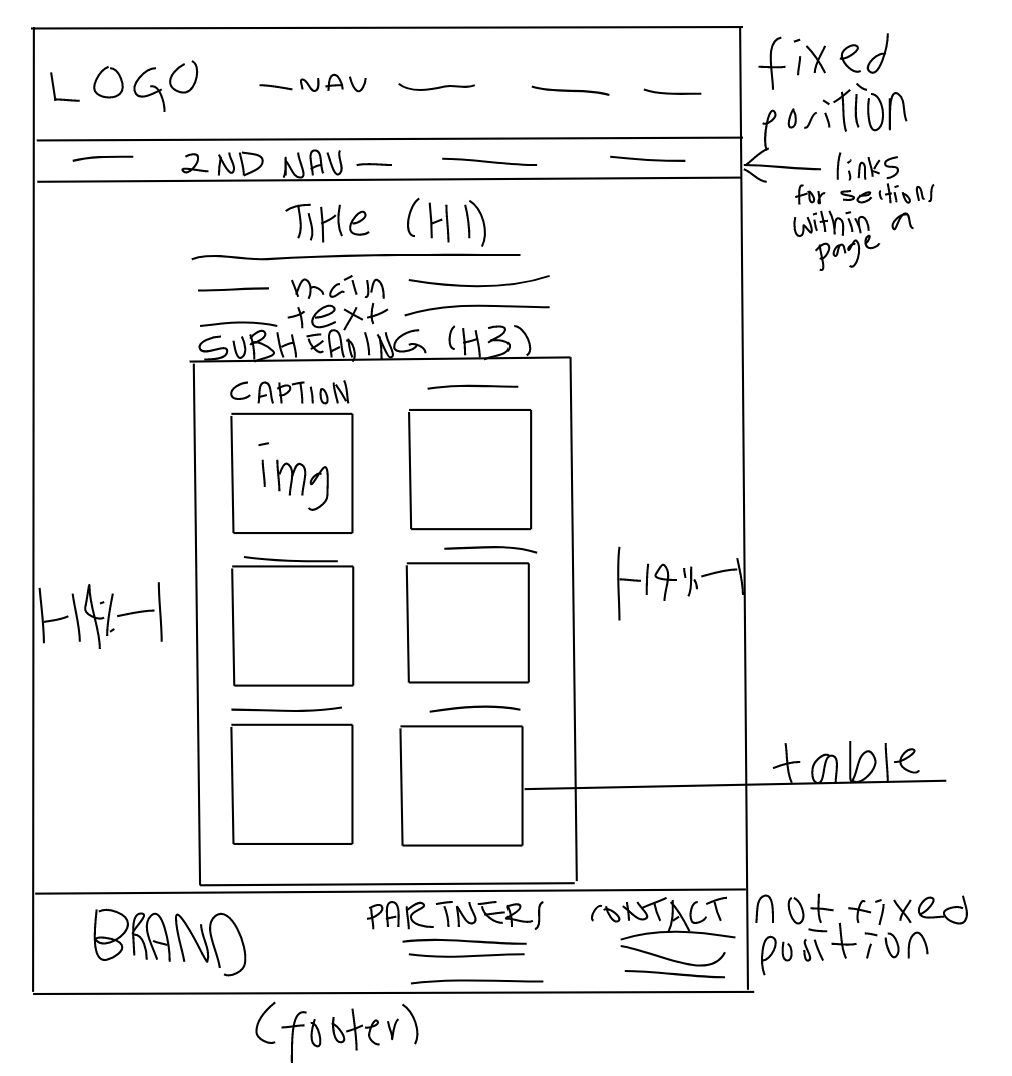 LOGO
NAV
fixed
position
2ND NAV
links
for sections
within a
page
Title (H1)
main
text
SUBHEADING (H3)
CAPTION
img
14%
14%
table
BRAND
PARTNERS
CONTACT
not fixed
position
(footer)